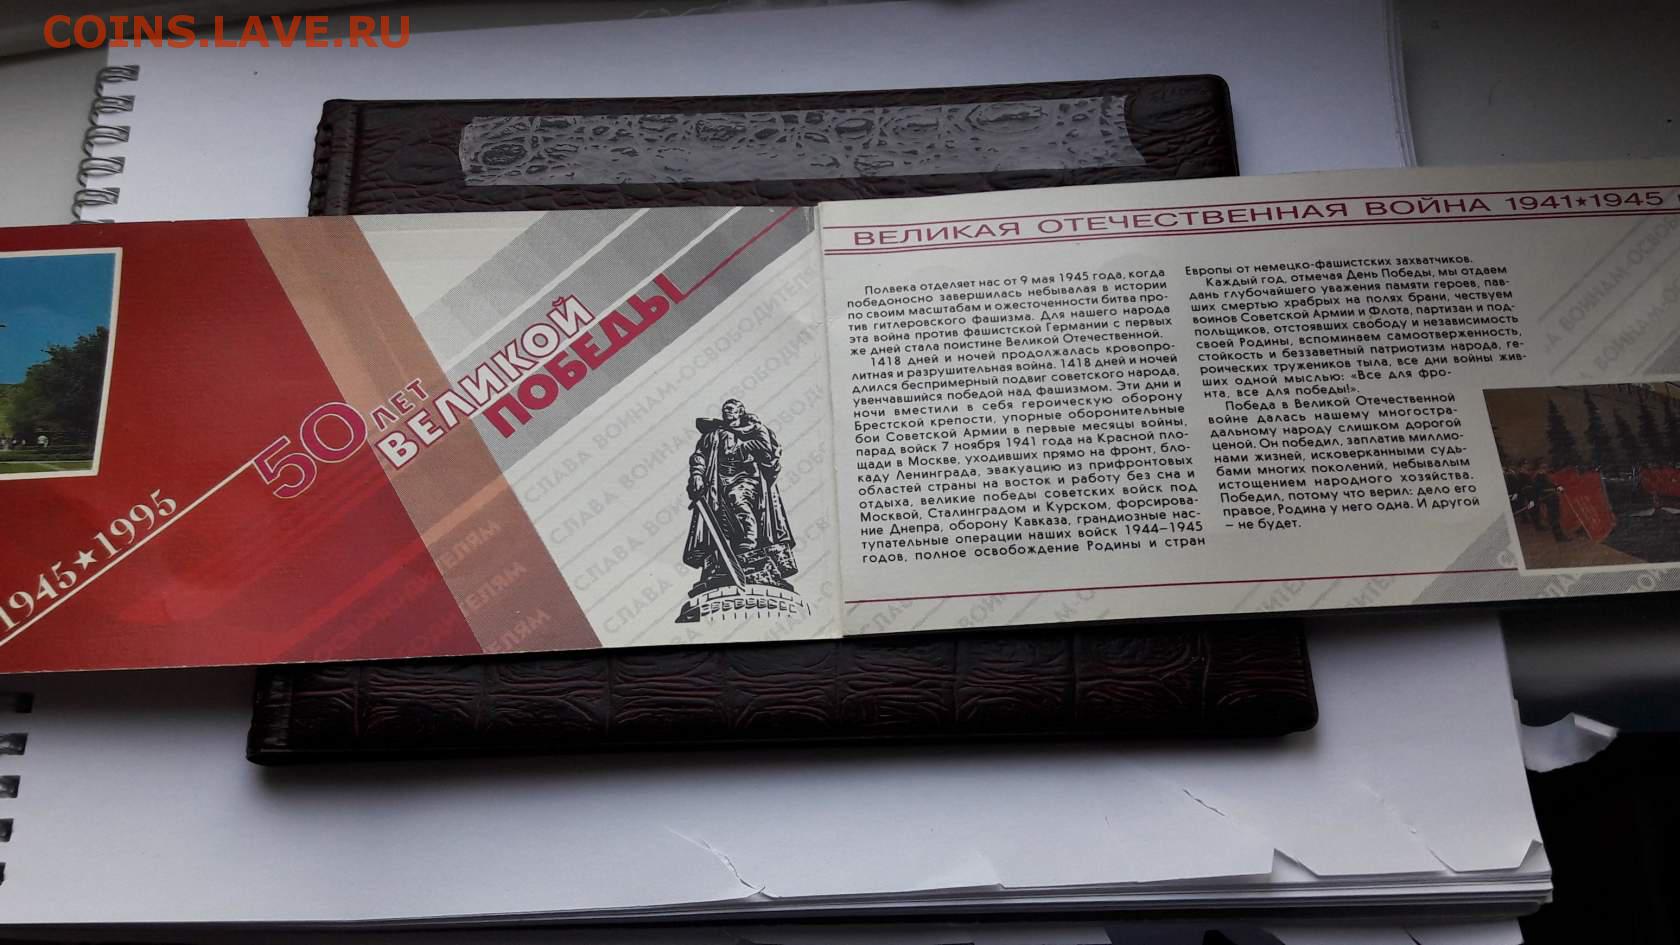 COINS.LAVE.RU
1945★1995
50 ЛЕТ
ВЕЛИКОЙ
ПОБЕДЫ
СЛАВА ВОИНАМ-ОСВОБОДИТЕЛЯМ
ВЕЛИКАЯ ОТЕЧЕСТВЕННАЯ ВОЙНА 1941★1945
Полвека отделяет нас от 9 мая 1945 года, когда
победоносно завершилась небывалая в истории
по своим масштабам и ожесточенности битва про-
тив гитлеровского фашизма. Для нашего народа
эта война против фашистской Германии с первых
же дней стала поистине Великой Отечественной.
1418 дней и ночей продолжалась кровопро-
литная и разрушительная война. 1418 дней и ночей
длился беспримерный подвиг советского народа,
увенчавшийся победой над фашизмом. Эти дни и
ночи вместили в себя героическую оборону
Брестской крепости, упорные оборонительные
бои Советской Армии в первые месяцы войны,
парад войск 7 ноября 1941 года на Красной пло-
щади в Москве, уходивших прямо на фронт, бло-
каду Ленинграда, эвакуацию из прифронтовых
областей страны на восток и работу без сна и
отдыха, великие победы советских войск под
Москвой, Сталинградом и Курском, форсирова-
ние Днепра, оборону Кавказа, грандиозные нас-
тупательные операции наших войск 1944–1945
годов, полное освобождение Родины и стран
Европы от немецко-фашистских захватчиков.
Каждый год, отмечая День Победы, мы отдаем
дань глубочайшего уважения памяти героев, пав-
ших смертью храбрых на полях брани, чествуем
воинов Советской Армии и Флота, партизан и под-
польщиков, отстоявших свободу и независимость
своей Родины, вспоминаем самоотверженность,
стойкость и беззаветный патриотизм народа, ге-
роических тружеников тыла, все дни войны жив-
ших одной мыслью: «Все для фро-
нта, все для победы!».
Победа в Великой Отечественной
войне далась нашему многостра-
дальному народу слишком дорогой
ценой. Он победил, заплатив миллио-
нами жизней, исковерканными судь-
бами многих поколений, небывалым
истощением народного хозяйства.
Победил, потому что верил: дело его
правое, Родина у него одна. И другой
– не будет.